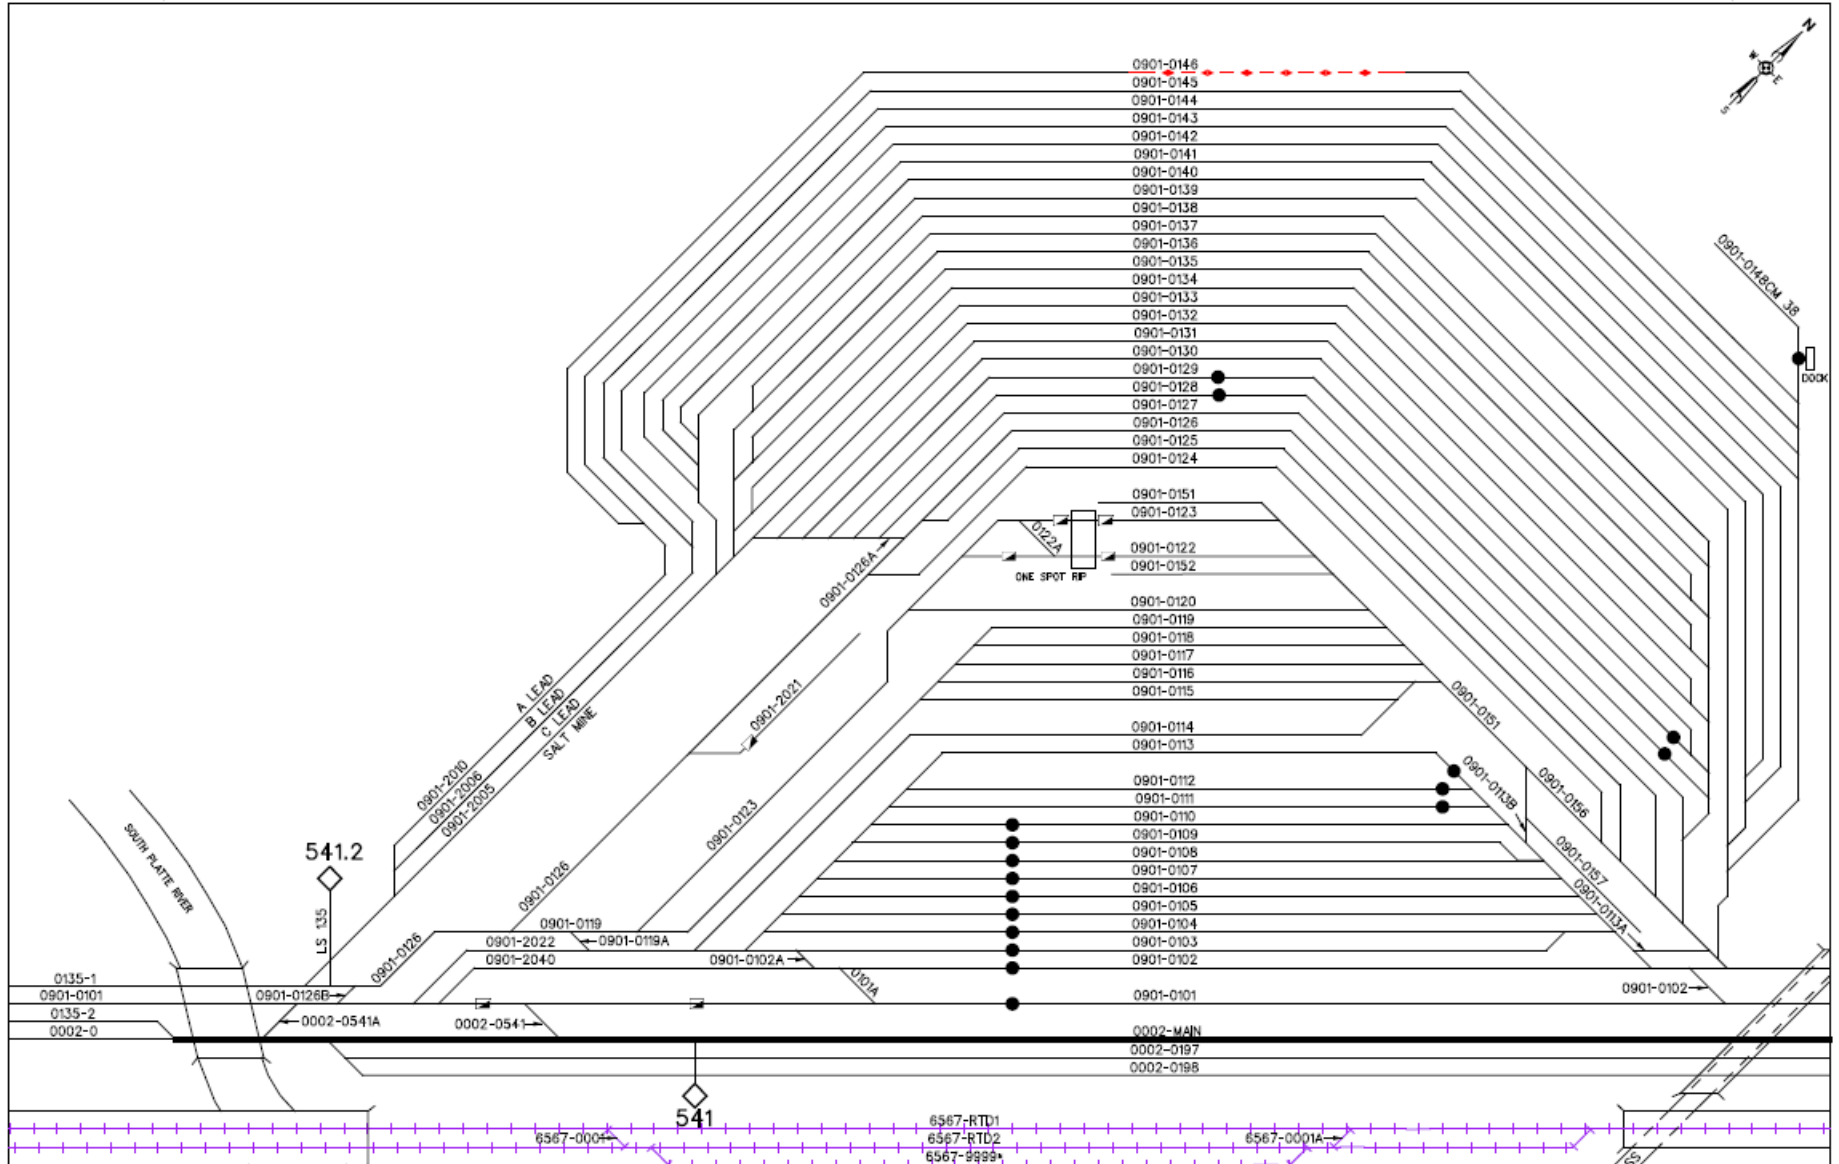 N
W
E
S
0901-0146
0901-0145
0901-0144
0901-0143
0901-0142
0901-0141
0901-0140
0901-0139
0901-0138
0901-0137
0901-0136
0901-0135
0901-0134
0901-0133
0901-0132
0901-0131
0901-0130
0901-0129
0901-0128
0901-0127
0901-0126
0901-0125
0901-0124
0901-0148CM 38
DOCK
0901-0151
0901-0123
0122A
0901-0122
0901-0152
ONE SPOT RIP
0901-0126A
0901-0120
0901-0119
0901-0118
0901-0117
0901-0116
0901-0115
0901-0114
0901-0113
0901-0112
0901-0111
0901-0110
0901-0109
0901-0108
0901-0107
0901-0106
0901-0105
0901-0104
0901-0103
0901-0102
0901-0101
0901-0151
0901-0113B
0901-0156
0901-0157
0901-0113A
0901-0102
A LEAD
B LEAD
C LEAD
SALT MINE
0901-2010
0901-2006
0901-2005
0901-2021
0901-0123
0901-0126
0901-0126
SOUTH PLATTE RIVER
541.2
LS 135
0901-0119
0901-2022
0901-0119A
0901-2040
0901-0102A
0101A
0135-1
0901-0101
0901-0126B
0135-2
0002-0
0002-0541A
0002-0541
0002-MAIN
0002-0197
0002-0198
541
6567-RTD1
6567-0001
6567-RTD2
6567-0001A
6567-9999*